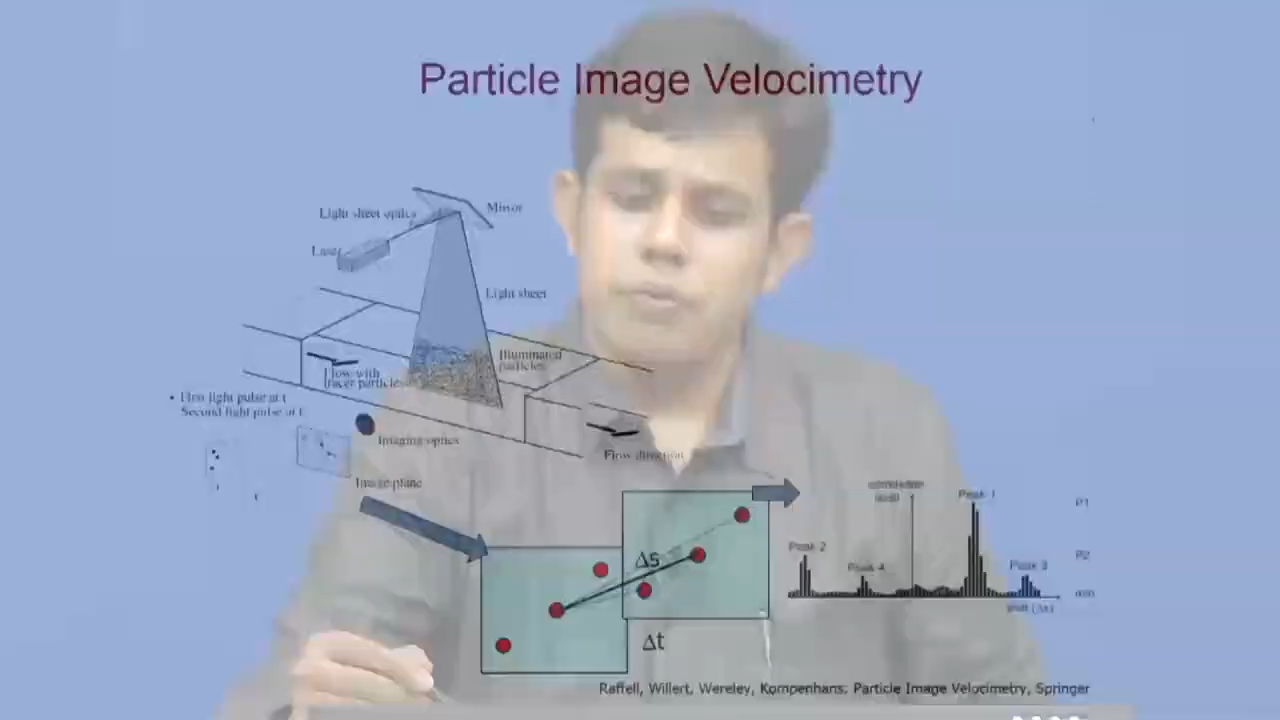 Particle Image Velocimetry
Mirror
Light sheet optics
Laser
Light sheet
Illuminated
particles
Flow with
tracer particles
• First light pulse at t
Second light pulse at t'
Imaging optics
Flow direction
Image plane
Peak 1
P1
Δs
Peak 2
P2
Peak 4
Peak 3
Δt
Raffell, Willert, Wereley, Kompenhans. Particle Image Velocimetry, Springer